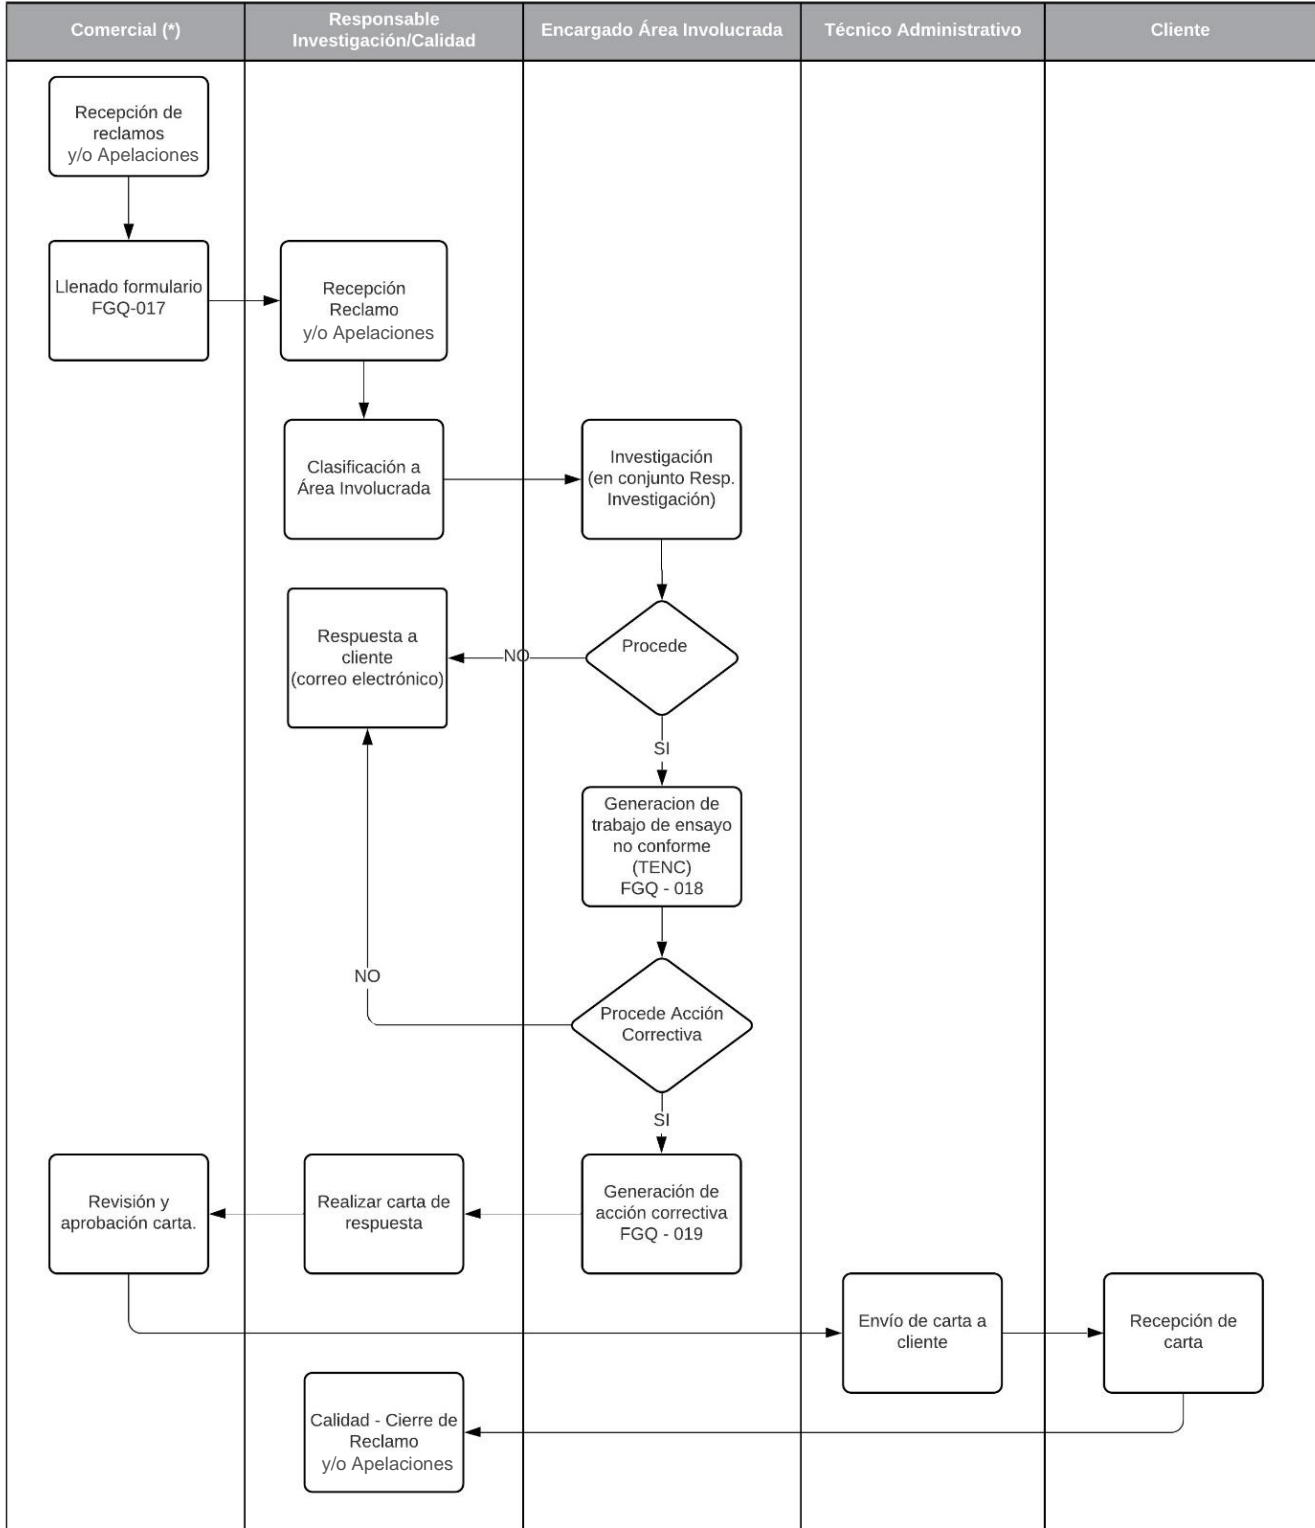 Comercial (*)
Responsable
Investigación/Calidad
Encargado Área Involucrada
Técnico Administrativo
Cliente
Recepción de
reclamos
y/o Apelaciones
Llenado formulario
FGQ-017
Recepción
Reclamo
y/o Apelaciones
Clasificación a
Área Involucrada
Investigación
(en conjunto Resp.
Investigación)
Respuesta a
cliente
(correo electrónico)
NO
Procede
SI
Generacion de
trabajo de ensayo
no conforme
(TENC)
FGQ - 018
NO
Procede Acción
Correctiva
SI
Revisión y
aprobación carta.
Realizar carta de
respuesta
Generación de
acción correctiva
FGQ - 019
Envío de carta a
cliente
Recepción de
carta
Calidad - Cierre de
Reclamo
y/o Apelaciones